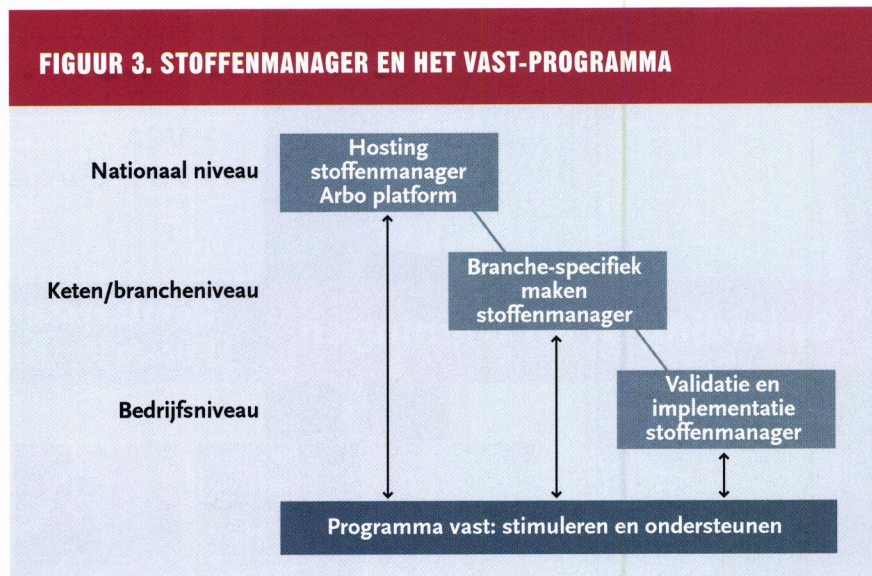 FIGUUR 3. STOFFENMANAGER EN HET VAST-PROGRAMMA
Nationaal niveau
Hosting
stoffenmanager
Arbo platform
Keten/brancheniveau
Branche-specifiek
maken
stoffenmanager
Bedrijfsniveau
Validatie en
implementatie
stoffenmanager
Programma vast: stimuleren en ondersteunen